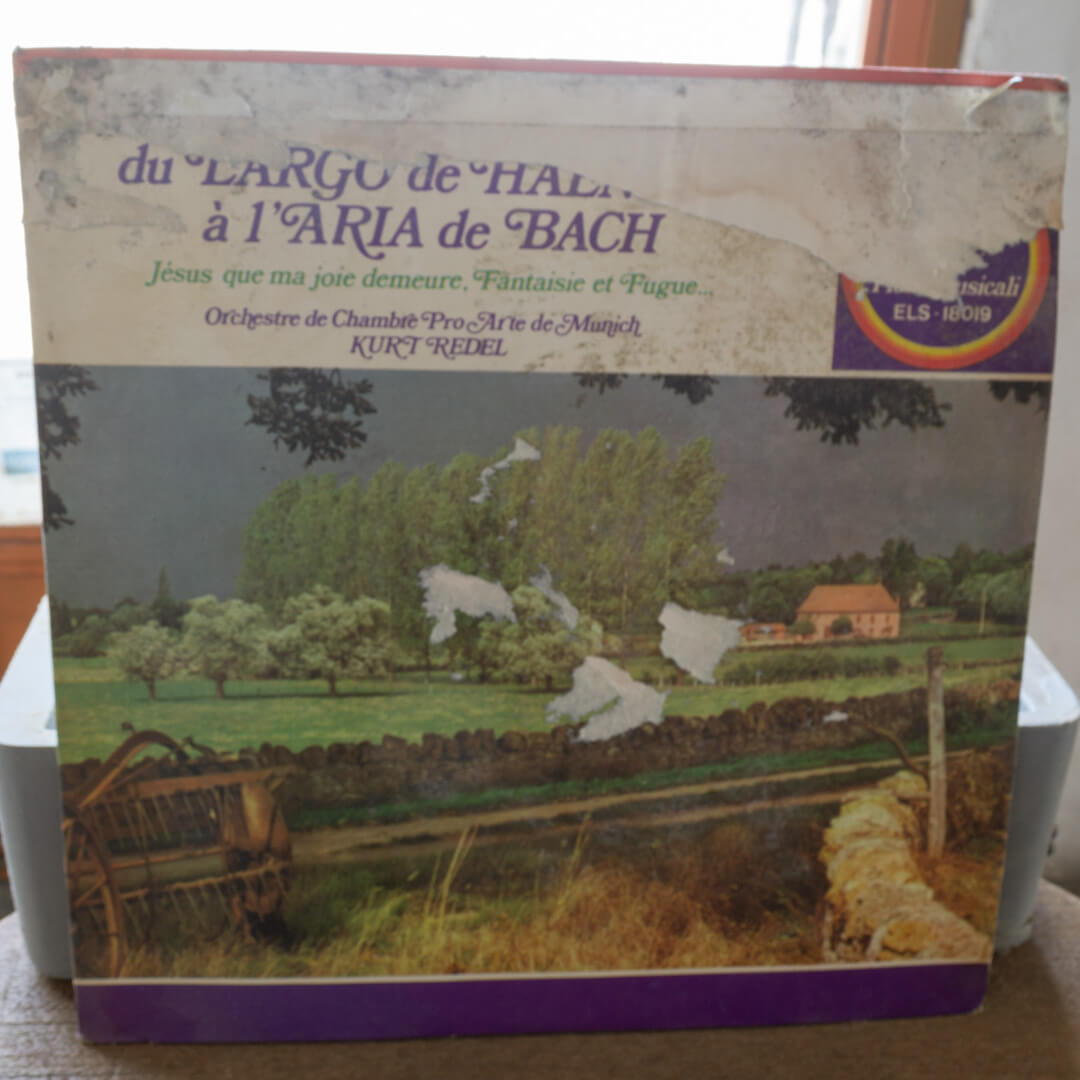 du LARGO de
à l'ARIA de BACH
Jésus que ma joie demeure, Fantaisie et Fugue...
Orchestre de Chambre Pro Arte de Munich
KURT REDEL
ELS-18019